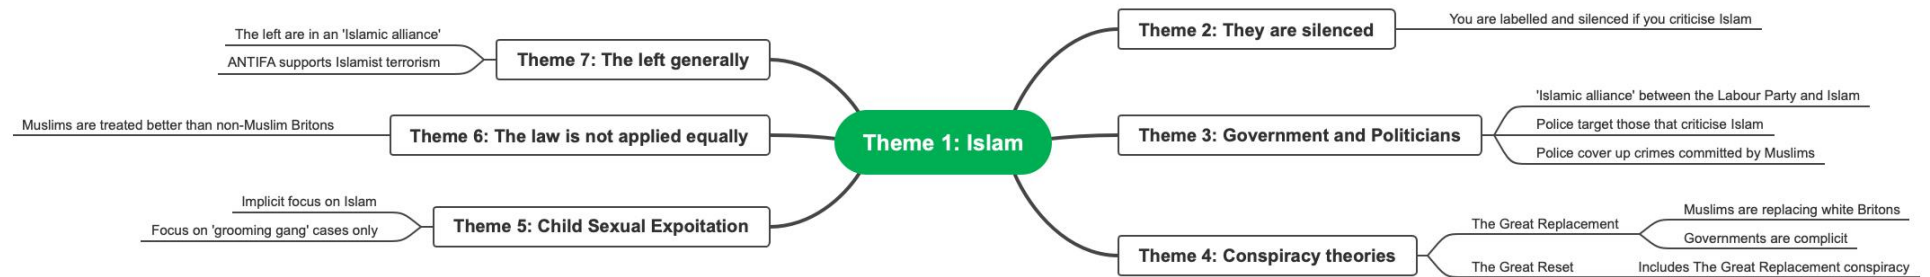 Theme 1: Islam
Theme 2: They are silenced
You are labelled and silenced if you criticise Islam
Theme 3: Government and Politicians
'Islamic alliance' between the Labour Party and Islam
Police target those that criticise Islam
Police cover up crimes committed by Muslims
Theme 4: Conspiracy theories
The Great Replacement
Muslims are replacing white Britons
Governments are complicit
The Great Reset
Includes The Great Replacement conspiracy
Theme 5: Child Sexual Expoitation
Implicit focus on Islam
Focus on 'grooming gang' cases only
Theme 6: The law is not applied equally
Muslims are treated better than non-Muslim Britons
Theme 7: The left generally
The left are in an 'Islamic alliance'
ANTIFA supports Islamist terrorism